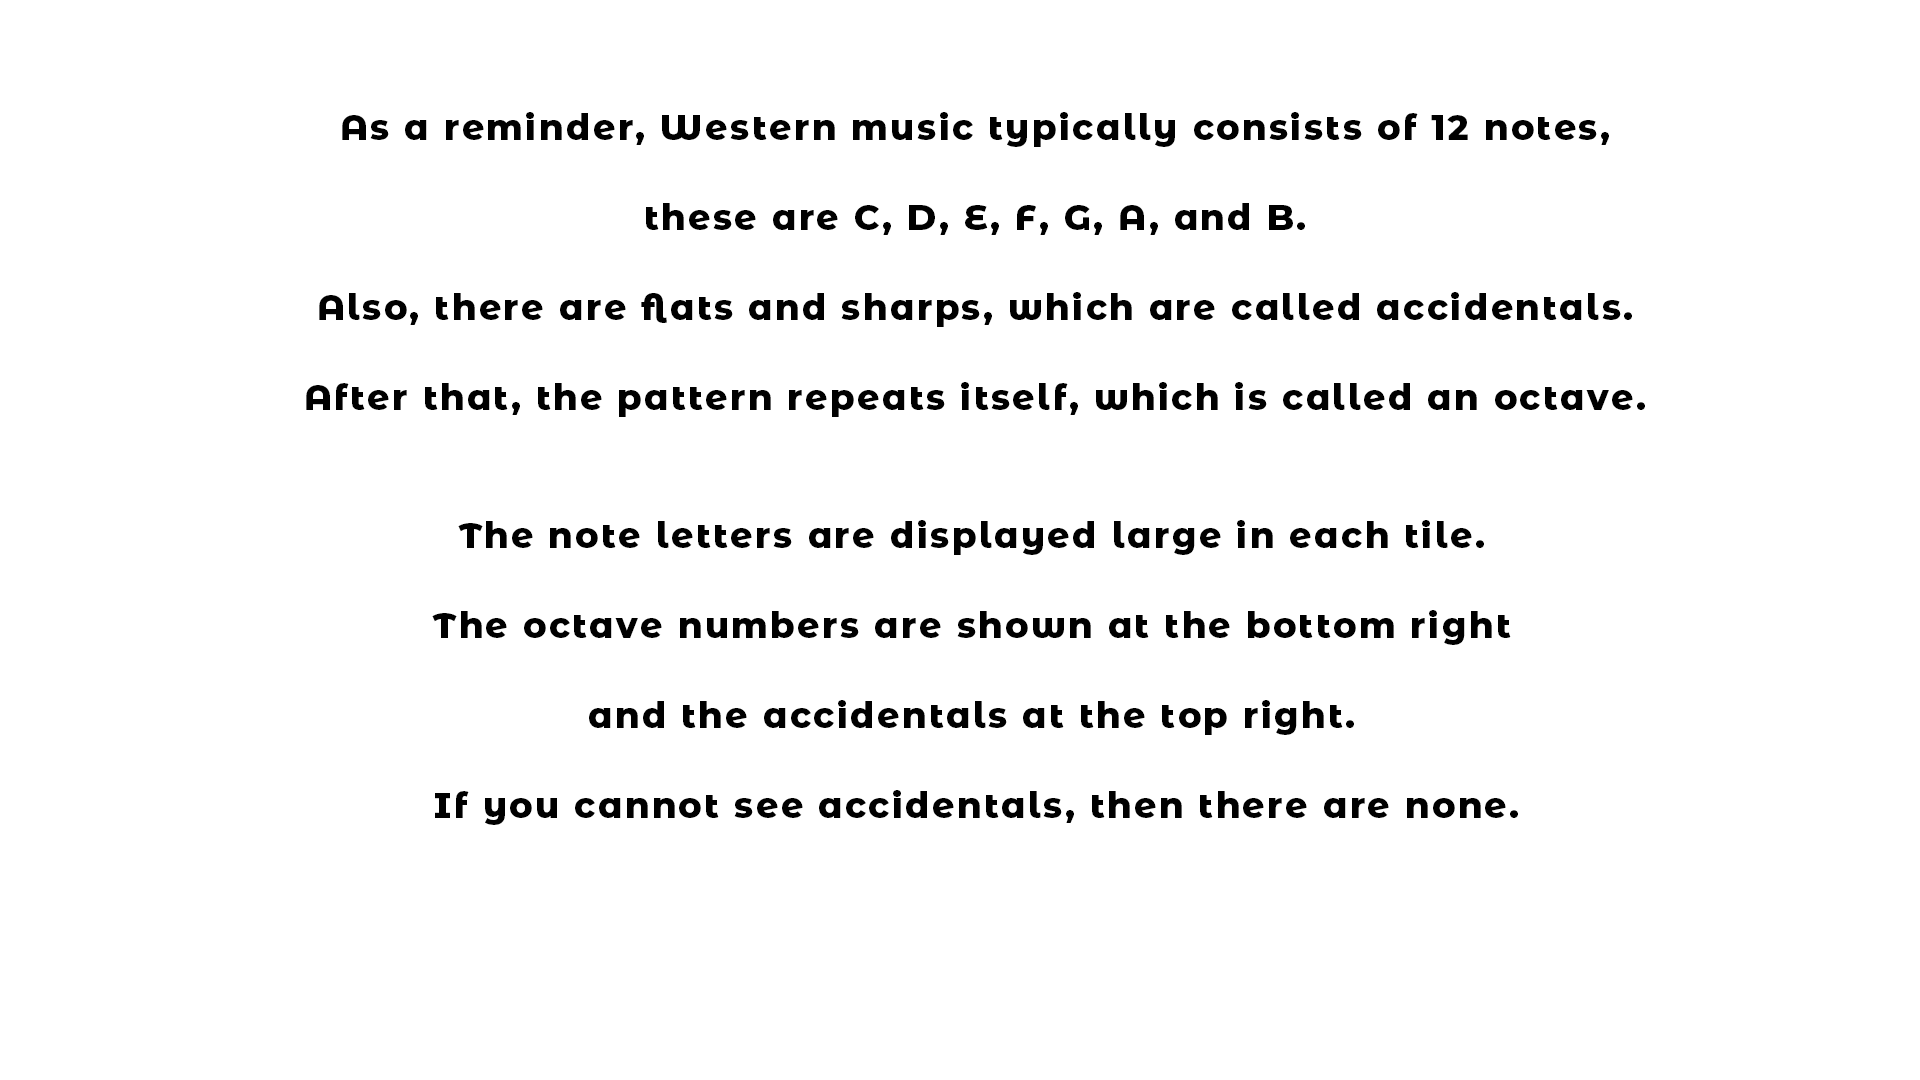 As a reminder, Western music typically consists of 12 notes,
these are C, D, E, F, G, A, and B.
Also, there are flats and sharps, which are called accidentals.
After that, the pattern repeats itself, which is called an octave.
The note letters are displayed large in each tile.
The octave numbers are shown at the bottom right
and the accidentals at the top right.
If you cannot see accidentals, then there are none.